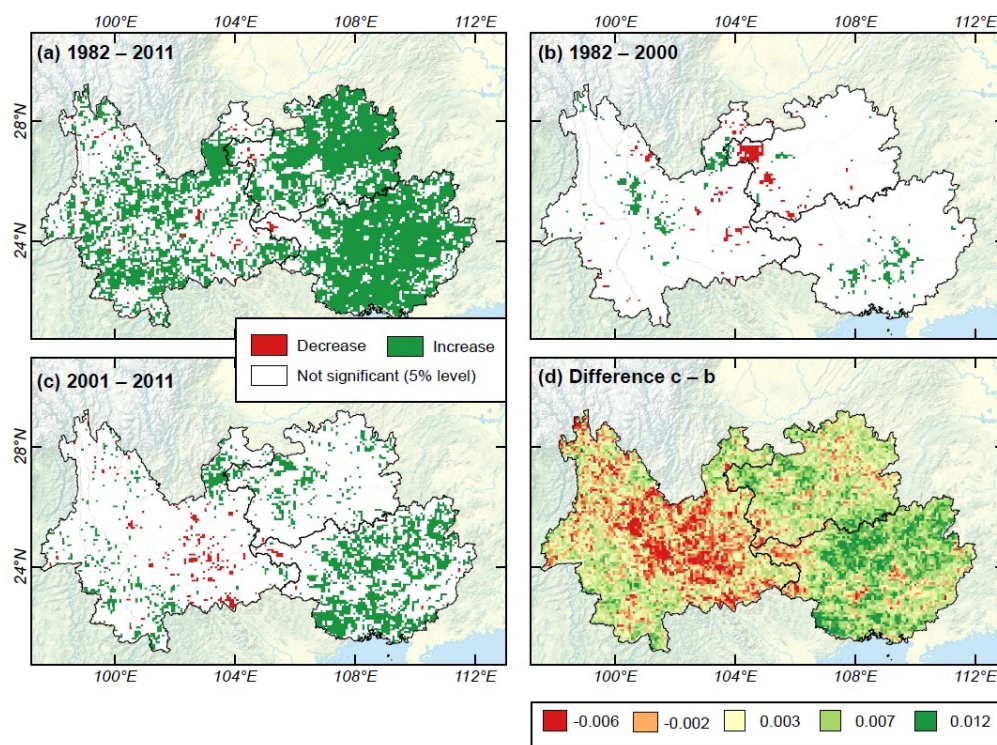 100°E 104°E 108°E 112°E 100°E 104°E 108°E 112°E
(a) 1982 – 2011 (b) 1982 – 2000
28°N
24°N
Decrease Increase
Not significant (5% level)
(c) 2001 – 2011 (d) Difference c – b
28°N
24°N
100°E 104°E 108°E 112°E 100°E 104°E 108°E 112°E
-0.006 -0.002 0.003 0.007 0.012